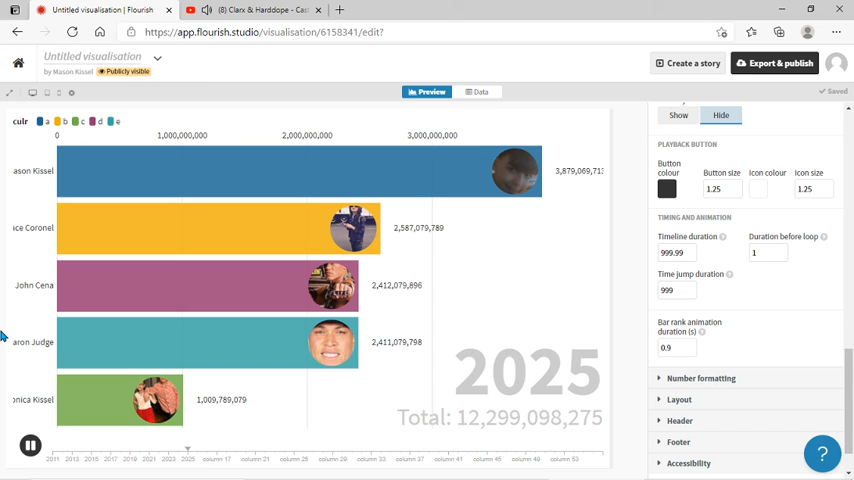 Untitled visualisation | Flourish
(8) Clarx & Harddope - Cas
https://app.flourish.studio/visualisation/6158341/edit?
Untitled visualisation
by Mason Kissel Publicly visible
Create a story
Export & publish
Preview
Data
Saved
culr a b c d e
0 1,000,000,000 2,000,000,000 3,000,000,000
ason Kissel 3,879,069,713
ce Coronel 2,587,079,789
John Cena 2,412,079,896
aron Judge 2,411,079,798
onica Kissel 1,009,789,079
2025
Total: 12,299,098,275
2011 2013 2015 2017 2019 2021 2023 2025 column 17 column 21 column 25 column 29 column 33 column 37 column 41 column 45 column 49 column 53
Show Hide
PLAYBACK BUTTON
Button colour
Button size
Icon colour
Icon size
1.25
1.25
TIMING AND ANIMATION
Timeline duration
Duration before loop
999.99
1
Time jump duration
999
Bar rank animation
duration (s)
0.9
Number formatting
Layout
Header
Footer
Accessibility
?